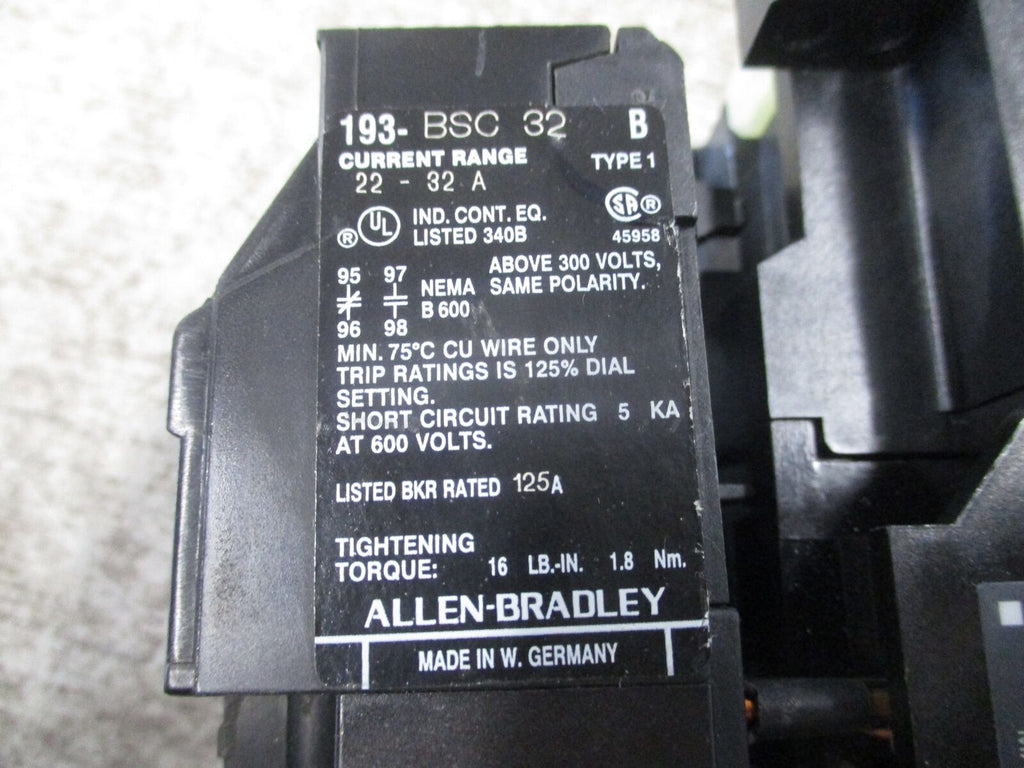 193- BSC 32 B
CURRENT RANGE TYPE 1
22 - 32 A
® UL IND. CONT. EQ. SA ®
LISTED 340B 45958
95 97 ABOVE 300 VOLTS,
NEMA SAME POLARITY.
B 600
96 98
MIN. 75°C CU WIRE ONLY
TRIP RATINGS IS 125% DIAL
SETTING.
SHORT CIRCUIT RATING 5 KA
AT 600 VOLTS.
LISTED BKR RATED 125A
TIGHTENING
TORQUE: 16 LB.-IN. 1.8 Nm.
ALLEN-BRADLEY
MADE IN W. GERMANY